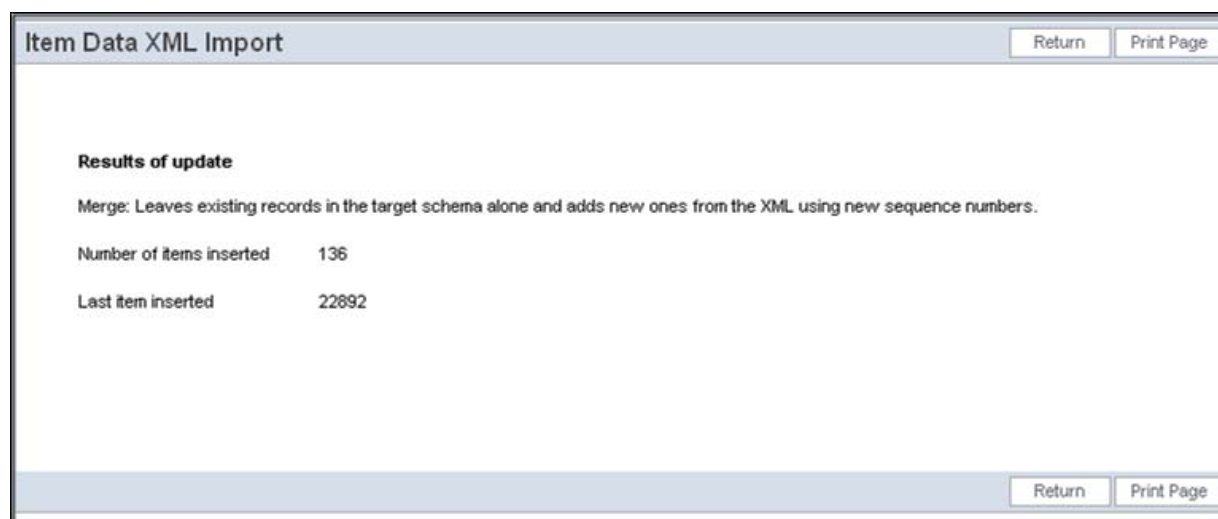 Item Data XML Import Return Print Page
Results of update
Merge: Leaves existing records in the target schema alone and adds new ones from the XML using new sequence numbers.
Number of items inserted 136
Last item inserted 22892
Return Print Page